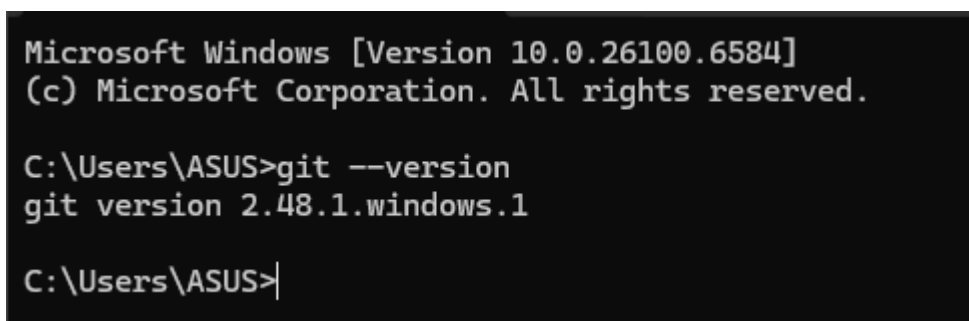 Microsoft Windows [Version 10.0.26100.6584]
(c) Microsoft Corporation. All rights reserved.
C:\Users\ASUS>git --version
git version 2.48.1.windows.1
C:\Users\ASUS>